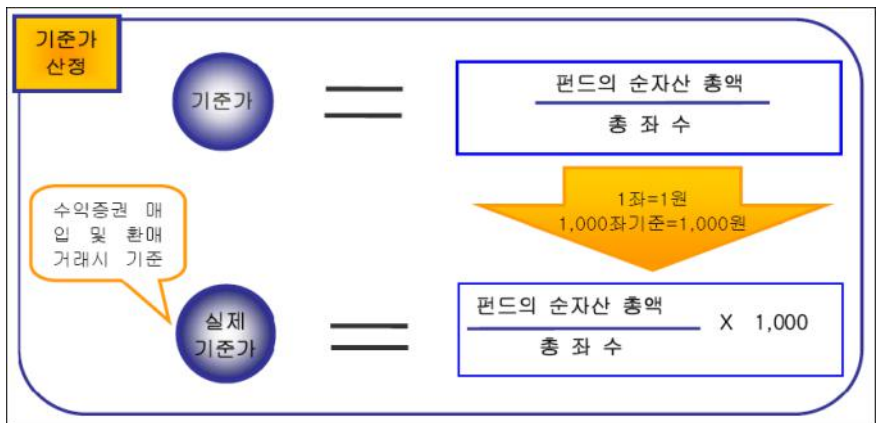 기준가
산정
기준가
펀드의 순자산 총액
총 좌 수
1좌=1원
1,000좌기준=1,000원
수익증권 매
입 및 환매
거래시 기준
실제
기준가
펀드의 순자산 총액
총 좌 수
X 1,000